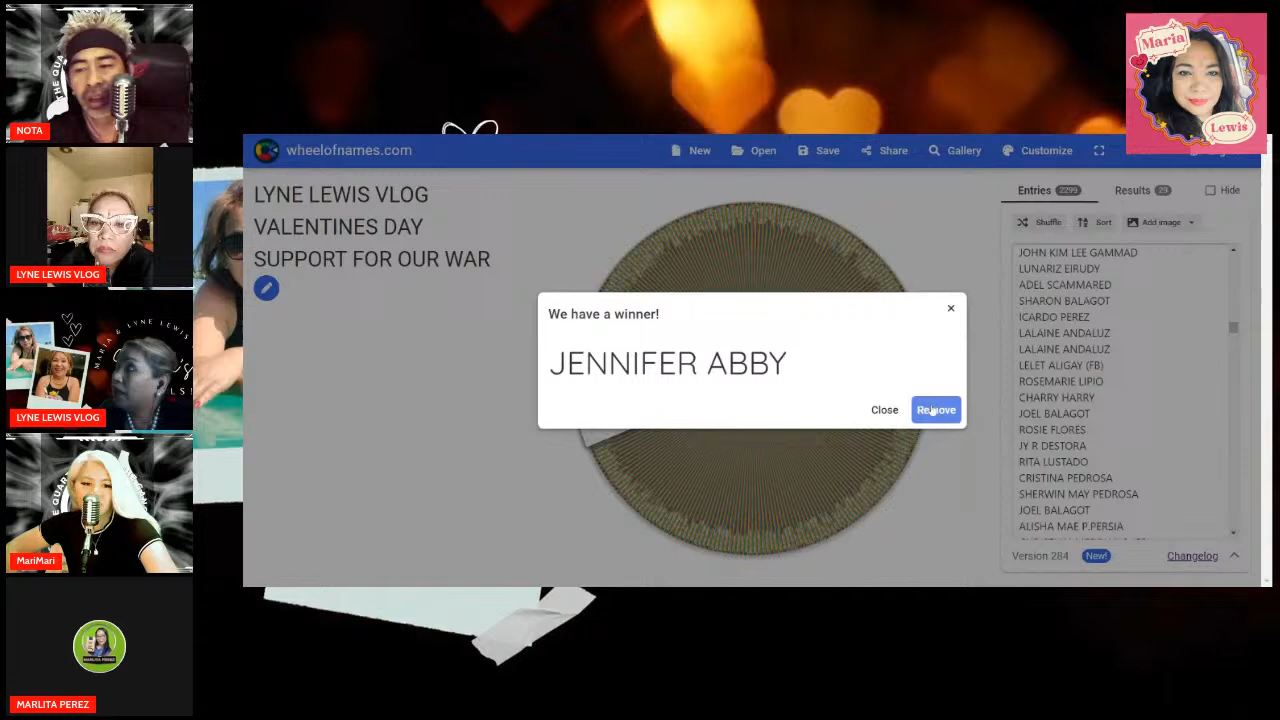 NOTA
LYNE LEWIS VLOG
LYNE LEWIS VLOG
MariMari
MARLITA PEREZ
Maria
Lewis
wheelofnames.com
New
Open
Save
Share
Gallery
Customize
LYNE LEWIS VLOG
VALENTINES DAY
SUPPORT FOR OUR WAR
We have a winner!
×
JENNIFER ABBY
Close
Remove
Entries 2299
Results 29
Hide
Shuffle
Sort
Add image
JOHN KIM LEE GAMMAD
LUNARIZ EIRUDY
ADEL SCAMMARED
SHARON BALAGOT
ICARDO PEREZ
LALAINE ANDALUZ
LALAINE ANDALUZ
LELET ALIGAY (FB)
ROSEMARIE LIPIO
CHARRY HARRY
JOEL BALAGOT
ROSIE FLORES
JY R DESTORA
RITA LUSTADO
CRISTINA PEDROSA
SHERWIN MAY PEDROSA
JOEL BALAGOT
ALISHA MAE P.PERSIA
Version 284
New!
Changelog